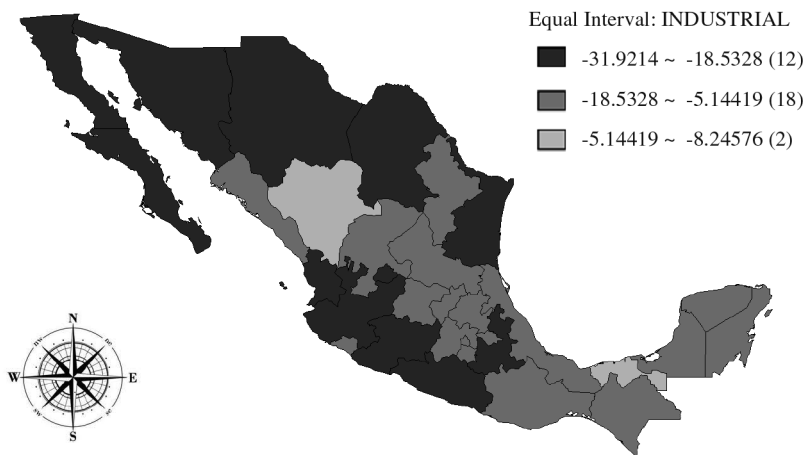 Equal Interval: INDUSTRIAL
-31.9214 ~ -18.5328 (12)
-18.5328 ~ -5.14419 (18)
-5.14419 ~ -8.24576 (2)
N
W E
S